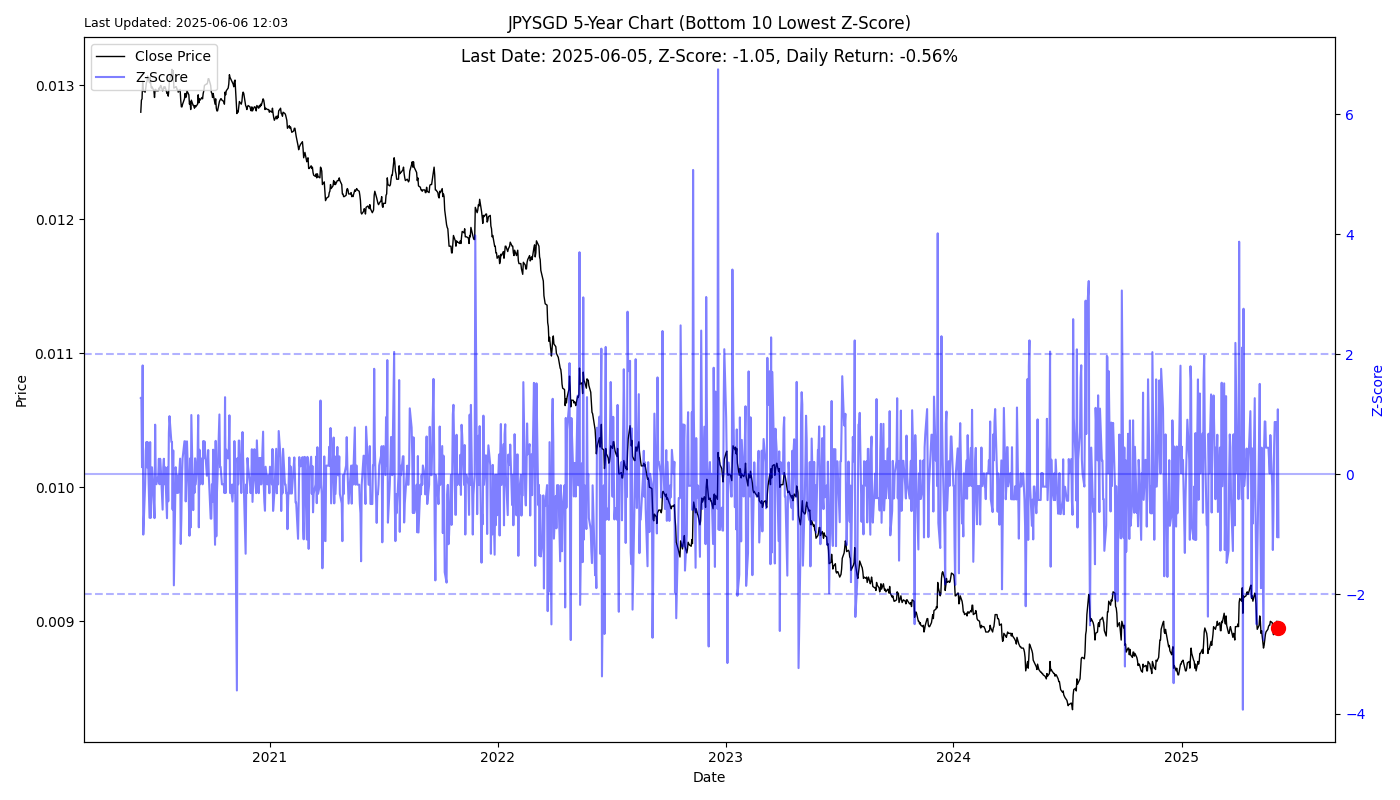 Last Updated: 2025-06-06 12:03
JPYSGD 5-Year Chart (Bottom 10 Lowest Z-Score)
Last Date: 2025-06-05, Z-Score: -1.05, Daily Return: -0.56%
Close Price
Z-Score
0.013
0.012
0.011
0.010
0.009
Price
6
4
2
0
−2
−4
Z-Score
2021
2022
2023
2024
2025
Date